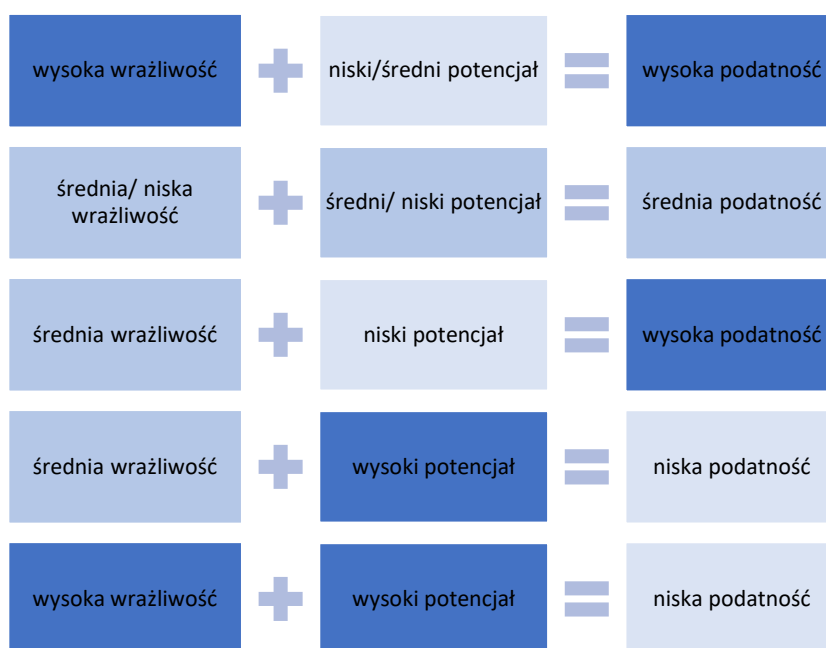 wysoka wrażliwość
niski/średni potencjał
wysoka podatność
średnia/ niska
wrażliwość
średni/ niski potencjał
średnia podatność
średnia wrażliwość
niski potencjał
wysoka podatność
średnia wrażliwość
wysoki potencjał
niska podatność
wysoka wrażliwość
wysoki potencjał
niska podatność